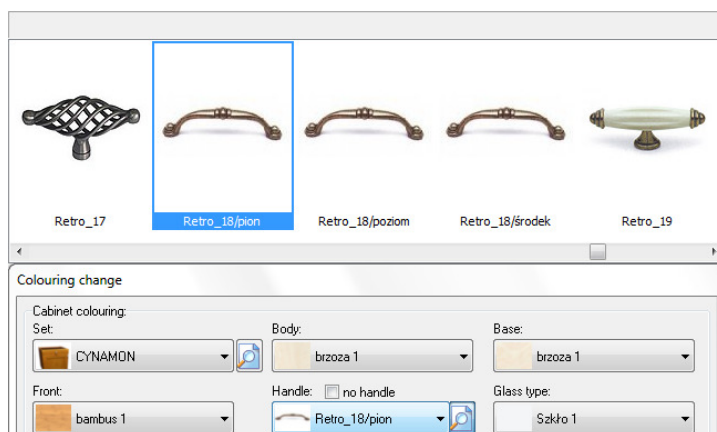 Retro_17 Retro_18/pion Retro_18/poziom Retro_18/środek Retro_19
Colouring change
Cabinet colouring:
Set: Body: Base:
CYNAMON brzoza 1 brzoza 1
Front: Handle: no handle Glass type:
bambus 1 Retro_18/pion Szkło 1